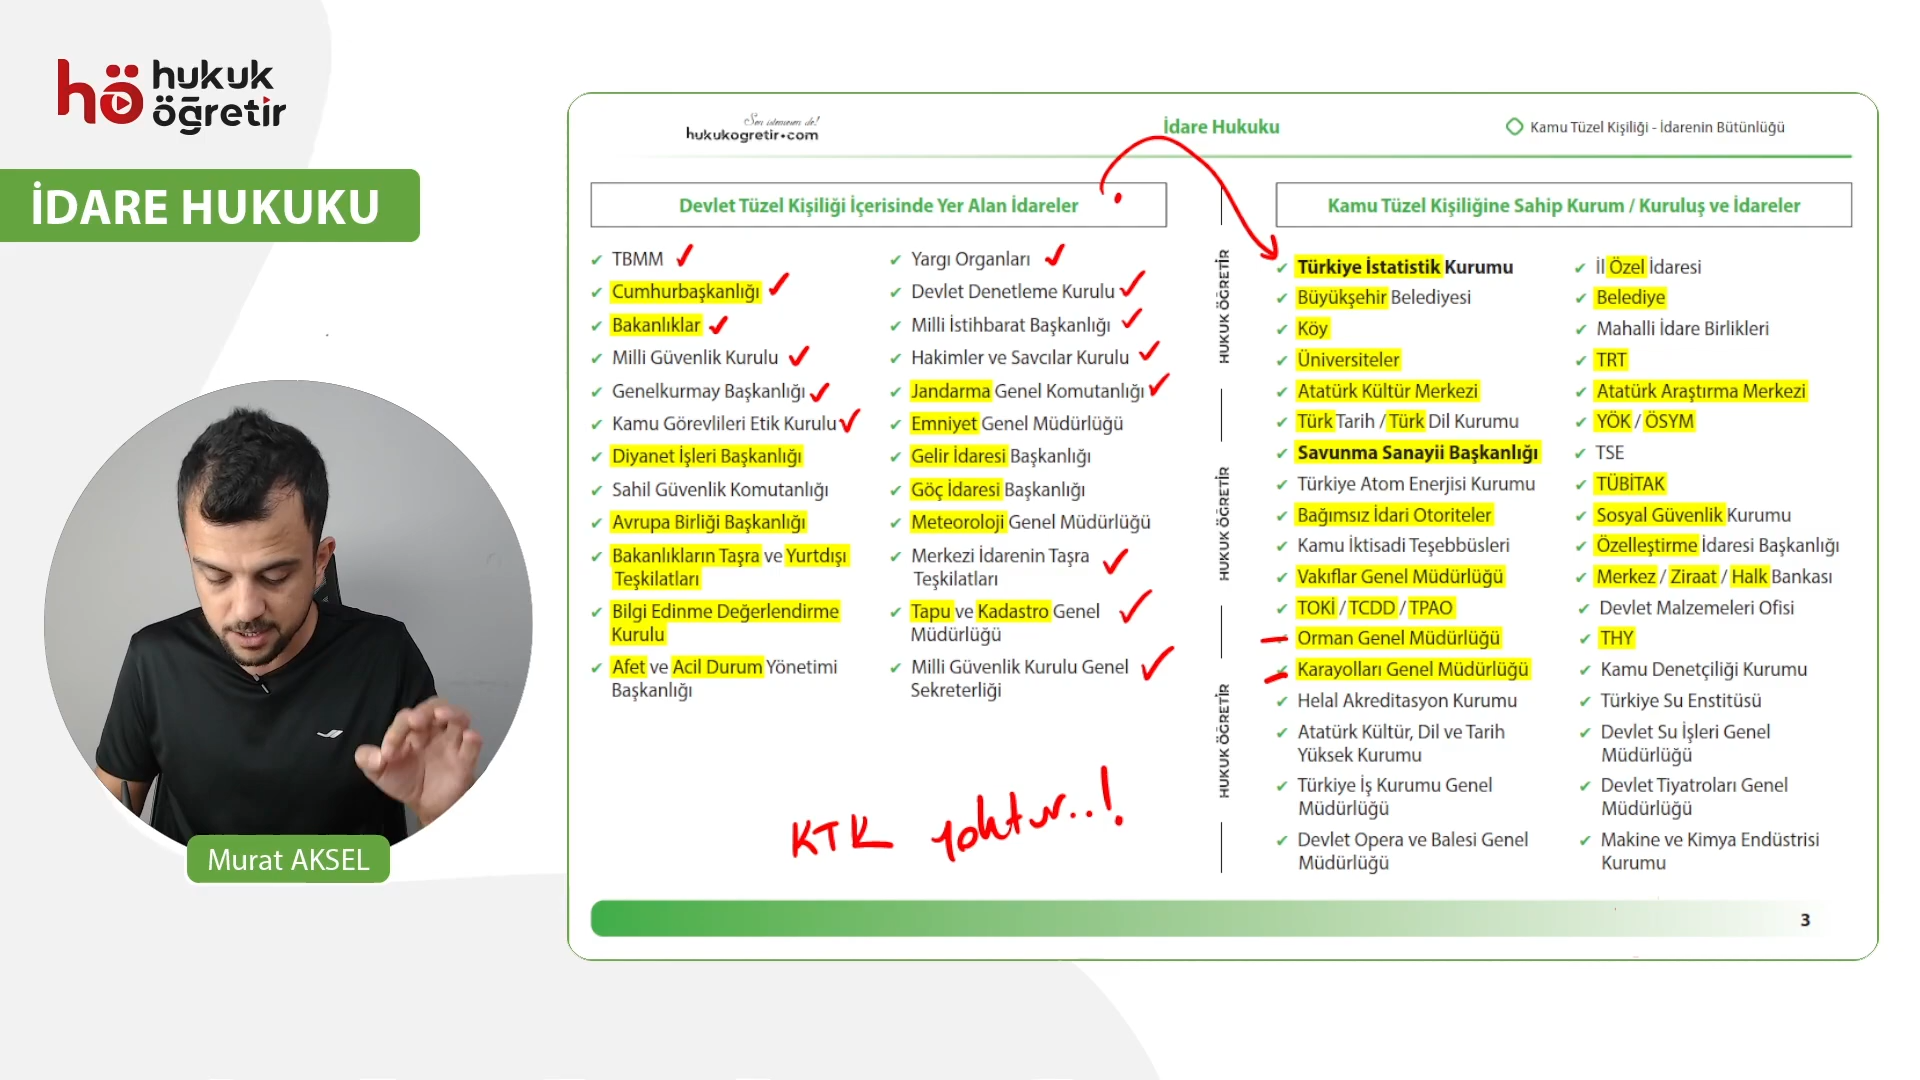 hö hukuk
öğretir
İDARE HUKUKU
Murat AKSEL
Sen istemesen de!
hukukogretir•com
İdare Hukuku
Kamu Tüzel Kişiliği - İdarenin Bütünlüğü
Devlet Tüzel Kişiliği İçerisinde Yer Alan İdareler
TBMM
Cumhurbaşkanlığı
Bakanlıklar
Milli Güvenlik Kurulu
Genelkurmay Başkanlığı
Kamu Görevlileri Etik Kurulu
Diyanet İşleri Başkanlığı
Sahil Güvenlik Komutanlığı
Avrupa Birliği Başkanlığı
Bakanlıkların Taşra ve Yurtdışı
Teşkilatları
Bilgi Edinme Değerlendirme
Kurulu
Afet ve Acil Durum Yönetimi
Başkanlığı
Yargı Organları
Devlet Denetleme Kurulu
Milli İstihbarat Başkanlığı
Hakimler ve Savcılar Kurulu
Jandarma Genel Komutanlığı
Emniyet Genel Müdürlüğü
Gelir İdaresi Başkanlığı
Göç İdaresi Başkanlığı
Meteoroloji Genel Müdürlüğü
Merkezi İdarenin Taşra
Teşkilatları
Tapu ve Kadastro Genel
Müdürlüğü
Milli Güvenlik Kurulu Genel
Sekreterliği
KTK yoktur..!
HUKUK ÖĞRETİR
HUKUK ÖĞRETİR
HUKUK ÖĞRETİR
Kamu Tüzel Kişiliğine Sahip Kurum / Kuruluş ve İdareler
Türkiye İstatistik Kurumu
Büyükşehir Belediyesi
Köy
Üniversiteler
Atatürk Kültür Merkezi
Türk Tarih / Türk Dil Kurumu
Savunma Sanayii Başkanlığı
Türkiye Atom Enerjisi Kurumu
Bağımsız İdari Otoriteler
Kamu İktisadi Teşebbüsleri
Vakıflar Genel Müdürlüğü
TOKİ / TCDD / TPAO
Orman Genel Müdürlüğü
Karayolları Genel Müdürlüğü
Helal Akreditasyon Kurumu
Atatürk Kültür, Dil ve Tarih
Yüksek Kurumu
Türkiye İş Kurumu Genel
Müdürlüğü
Devlet Opera ve Balesi Genel
Müdürlüğü
İl Özel İdaresi
Belediye
Mahalli İdare Birlikleri
TRT
Atatürk Araştırma Merkezi
YÖK / ÖSYM
TSE
TÜBİTAK
Sosyal Güvenlik Kurumu
Özelleştirme İdaresi Başkanlığı
Merkez / Ziraat / Halk Bankası
Devlet Malzemeleri Ofisi
THY
Kamu Denetçiliği Kurumu
Türkiye Su Enstitüsü
Devlet Su İşleri Genel
Müdürlüğü
Devlet Tiyatroları Genel
Müdürlüğü
Makine ve Kimya Endüstrisi
Kurumu
3